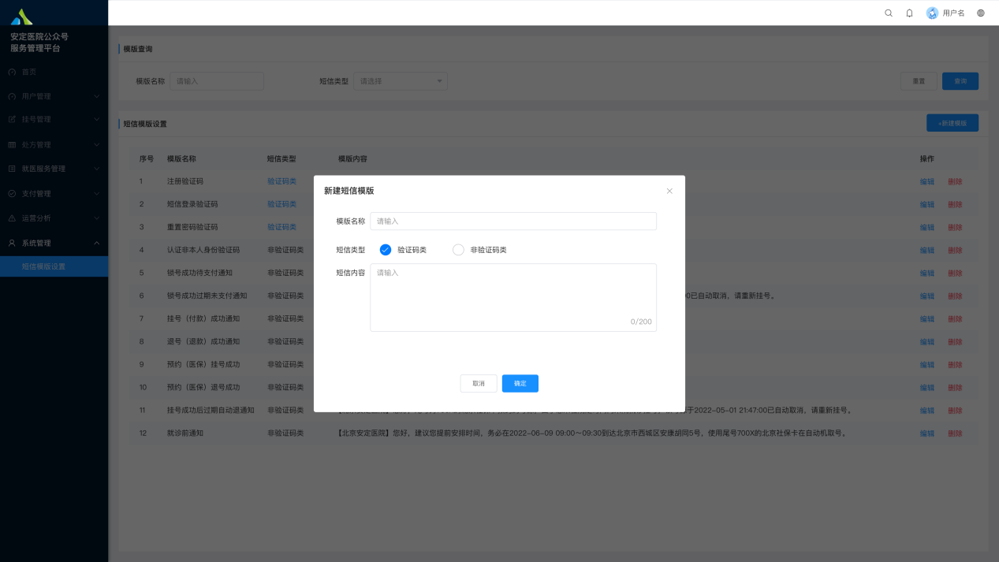 用户名
安定医院公众号
服务管理平台
首页
用户管理
挂号管理
处方管理
就医服务管理
支付管理
运营分析
系统管理
短信模版设置
模版查询
模版名称 请输入 短信类型 请选择 重置 查询
短信模版设置 +新建模版
序号 模版名称 短信类型 模版内容 操作
1 注册验证码 验证码类 编辑 删除
2 短信登录验证码 验证码类 编辑 删除
3 重置密码验证码 验证码类 编辑 删除
4 认证非本人身份验证码 非验证码类 编辑 删除
5 锁号成功待支付通知 非验证码类 编辑 删除
6 锁号成功过期未支付通知 非验证码类 00已自动取消，请重新挂号。 编辑 删除
7 挂号（付款）成功通知 非验证码类 编辑 删除
8 退号（退款）成功通知 非验证码类 编辑 删除
9 预约（医保）挂号成功 非验证码类 编辑 删除
10 预约（医保）退号成功 非验证码类 编辑 删除
11 挂号成功后过期自动退通知 非验证码类 于2022-05-01 21:47:00已自动取消，请重新挂号。 编辑 删除
12 就诊前通知 非验证码类 【北京安定医院】您好，建议您提前安排时间，务必在2022-06-09 09:00～09:30到达北京市西城区安康胡同5号，使用尾号700X的北京社保卡在自动机取号。 编辑 删除
新建短信模版
模版名称 请输入
短信类型 验证码类 非验证码类
短信内容 请输入
0/200
取消 确定